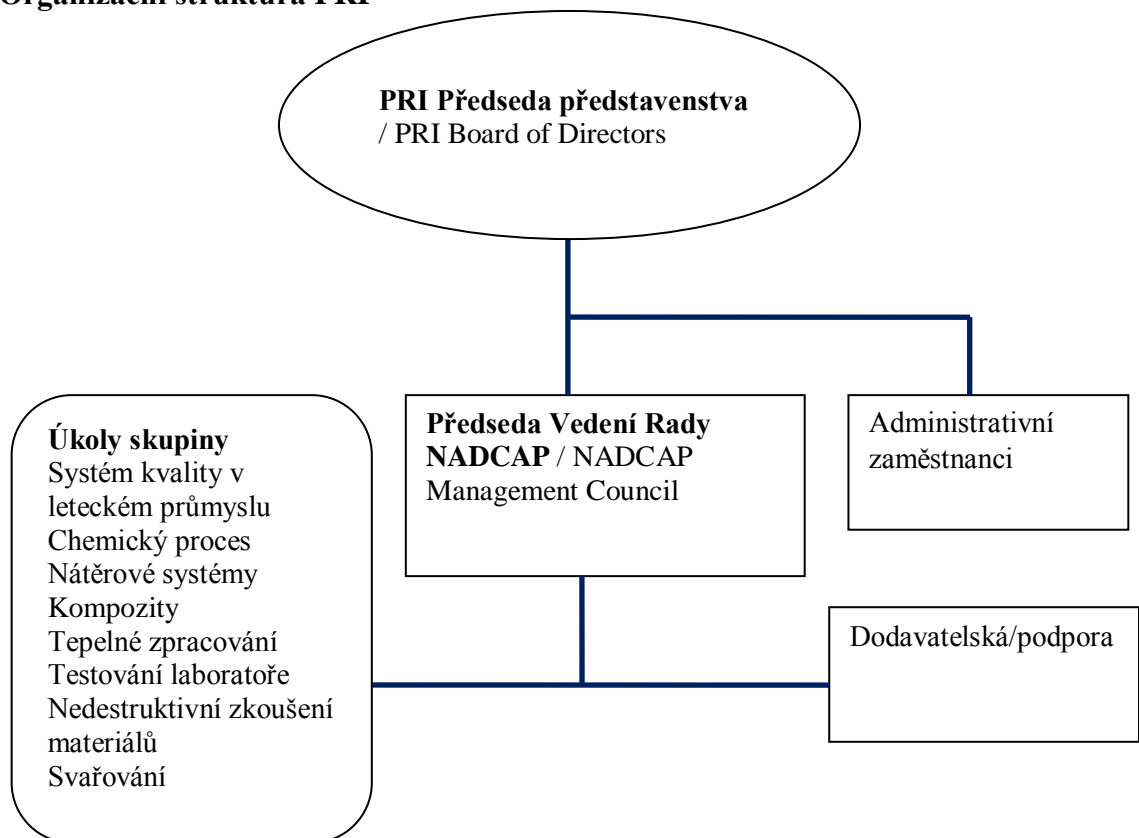 Organizační struktura PRI
PRI Předseda představenstva
/ PRI Board of Directors
Úkoly skupiny
Systém kvality v
leteckém průmyslu
Chemický proces
Nátěrové systémy
Kompozity
Tepelné zpracování
Testování laboratoře
Nedestruktivní zkoušení
materiálů
Svařování
Předseda Vedení Rady
NADCAP / NADCAP
Management Council
Administrativní
zaměstnanci
Dodavatelská/podpora